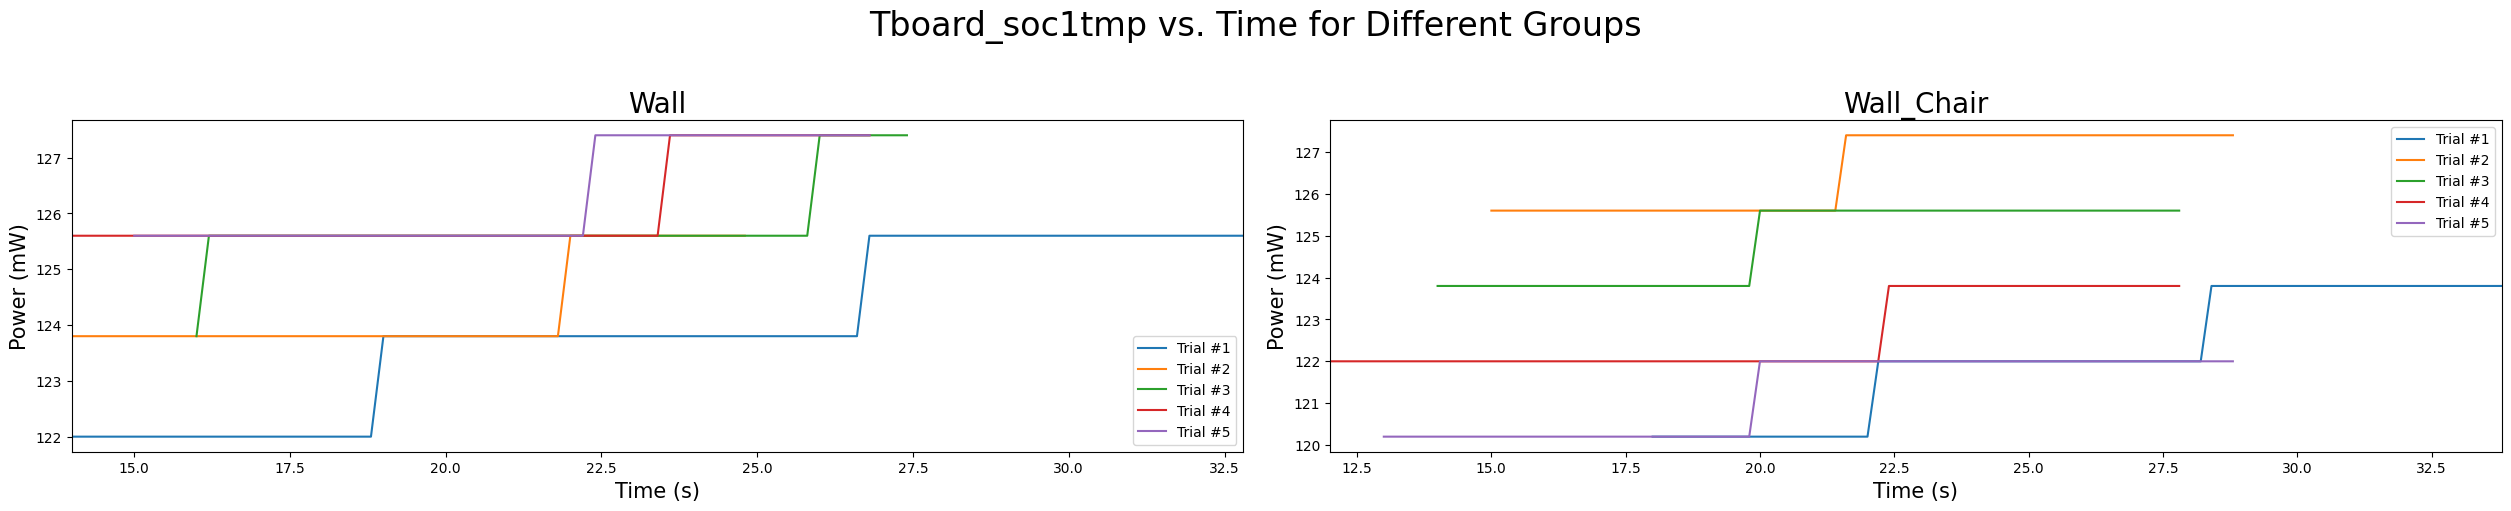 Tboard_soc1tmp vs. Time for Different Groups
Wall
Power (mW)
127
126
125
124
123
122
15.0 17.5 20.0 22.5 25.0 27.5 30.0 32.5
Time (s)
Trial #1
Trial #2
Trial #3
Trial #4
Trial #5
Wall_Chair
Power (mW)
127
126
125
124
123
122
121
120
12.5 15.0 17.5 20.0 22.5 25.0 27.5 30.0 32.5
Time (s)
Trial #1
Trial #2
Trial #3
Trial #4
Trial #5